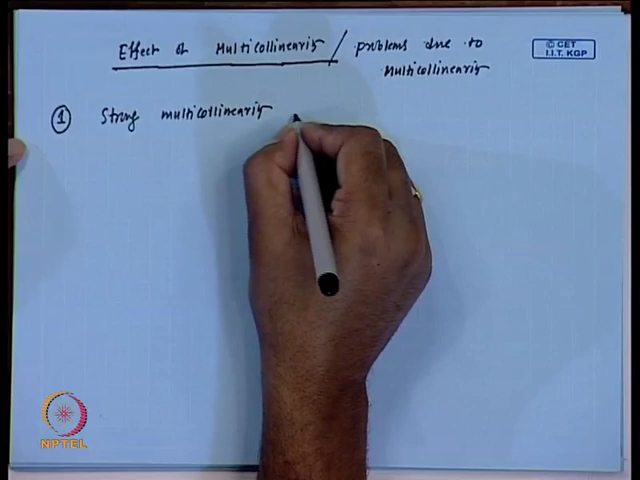 Effect of Multicollinearity / problems due to
Multicollinearity
© CET
I.I.T. KGP
1 Strong multicollinearity
NPTEL